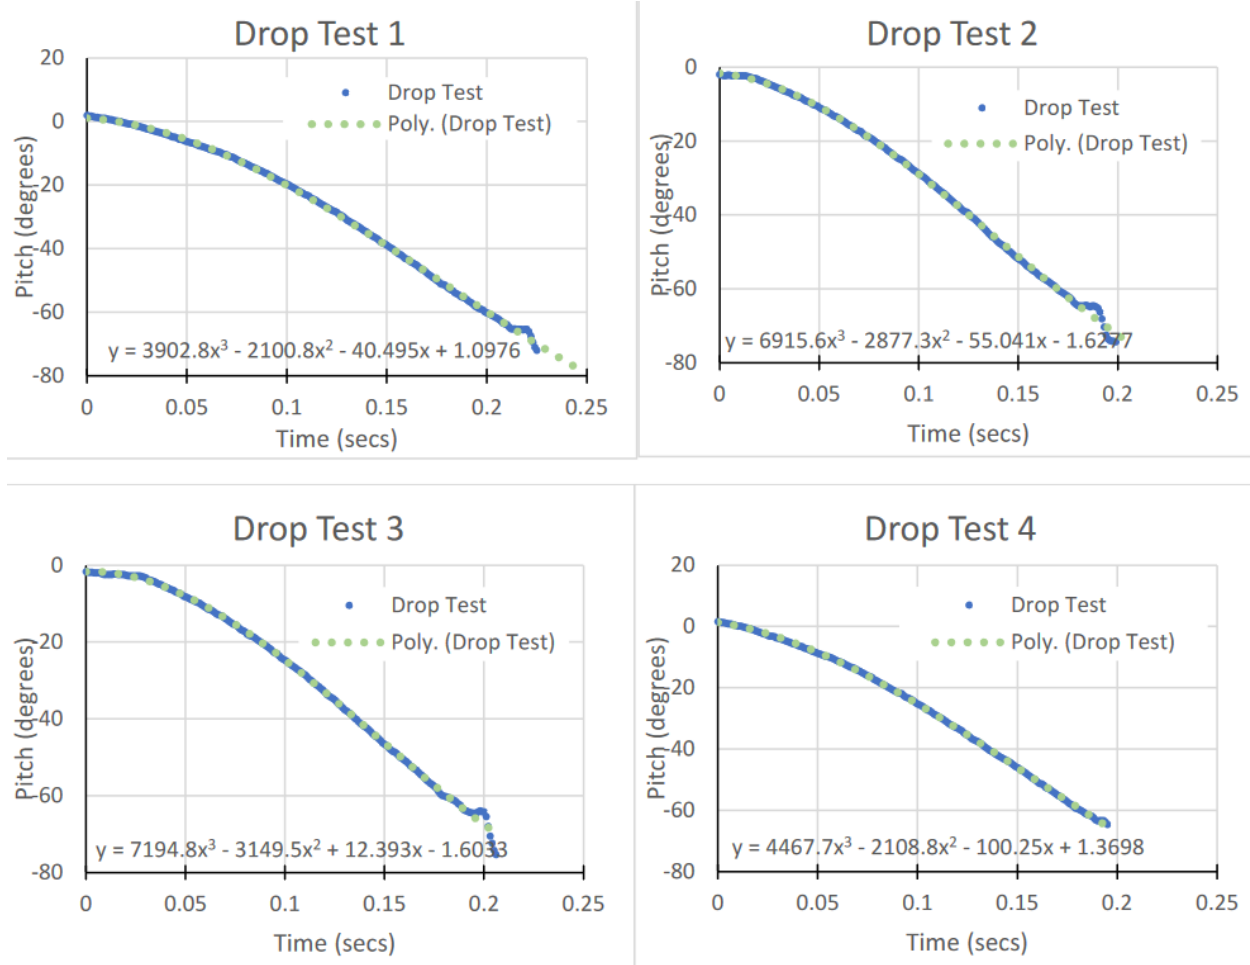 Drop Test 1
20
Drop Test
Poly. (Drop Test)
0
-20
-40
-60
-80
Pitch (degrees)
y = 3902.8x³ - 2100.8x² - 40.495x + 1.0976
0 0.05 0.1 0.15 0.2 0.25
Time (secs)
Drop Test 2
0
Drop Test
Poly. (Drop Test)
-20
-40
-60
-80
Pitch (degrees)
y = 6915.6x³ - 2877.3x² - 55.041x - 1.6277
0 0.05 0.1 0.15 0.2 0.25
Time (secs)
Drop Test 3
0
Drop Test
Poly. (Drop Test)
-20
-40
-60
-80
Pitch (degrees)
y = 7194.8x³ - 3149.5x² + 12.393x - 1.6033
0 0.05 0.1 0.15 0.2 0.25
Time (secs)
Drop Test 4
20
Drop Test
Poly. (Drop Test)
0
-20
-40
-60
-80
Pitch (degrees)
y = 4467.7x³ - 2108.8x² - 100.25x + 1.3698
0 0.05 0.1 0.15 0.2 0.25
Time (secs)